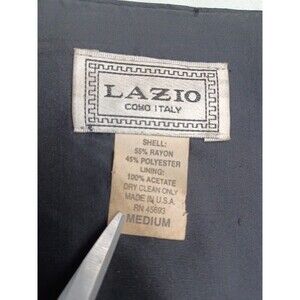 LAZIO
COMO ITALY
SHELL:
55% RAYON
45% POLYESTER
LINING:
100% ACETATE
DRY CLEAN ONLY
MADE IN U.S.A.
RN 45693
MEDIUM